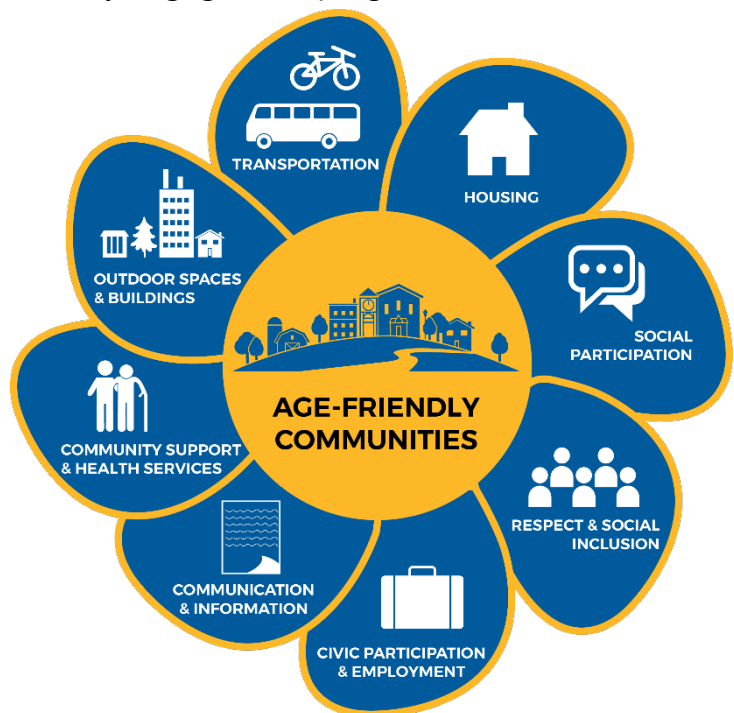 TRANSPORTATION
HOUSING
SOCIAL
PARTICIPATION
RESPECT & SOCIAL
INCLUSION
CIVIC PARTICIPATION
& EMPLOYMENT
COMMUNICATION
& INFORMATION
COMMUNITY SUPPORT
& HEALTH SERVICES
OUTDOOR SPACES
& BUILDINGS
AGE-FRIENDLY
COMMUNITIES